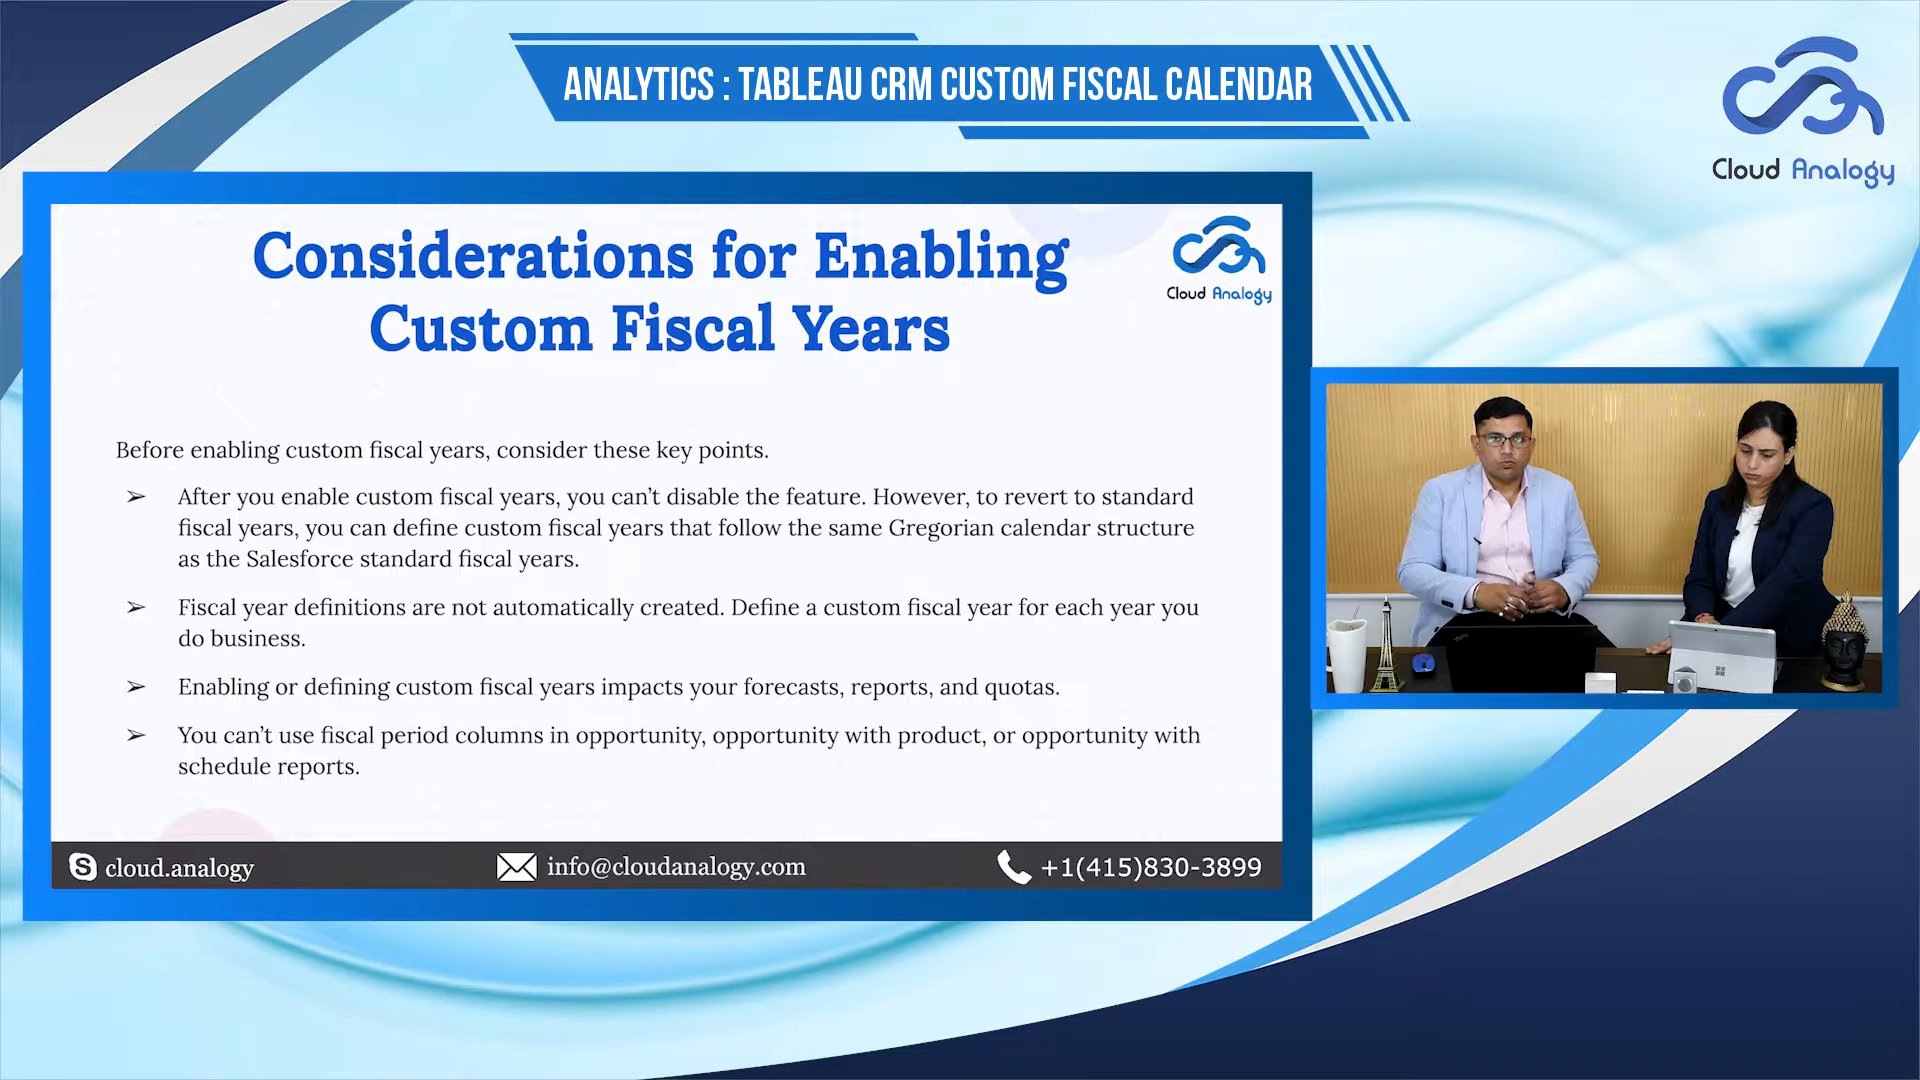 ANALYTICS : TABLEAU CRM CUSTOM FISCAL CALENDAR
Cloud Analogy
Considerations for Enabling
Custom Fiscal Years
Cloud Analogy
Before enabling custom fiscal years, consider these key points.
➢ After you enable custom fiscal years, you can’t disable the feature. However, to revert to standard
fiscal years, you can define custom fiscal years that follow the same Gregorian calendar structure
as the Salesforce standard fiscal years.
➢ Fiscal year definitions are not automatically created. Define a custom fiscal year for each year you
do business.
➢ Enabling or defining custom fiscal years impacts your forecasts, reports, and quotas.
➢ You can’t use fiscal period columns in opportunity, opportunity with product, or opportunity with
schedule reports.
cloud.analogy
info@cloudanalogy.com
+1(415)830-3899